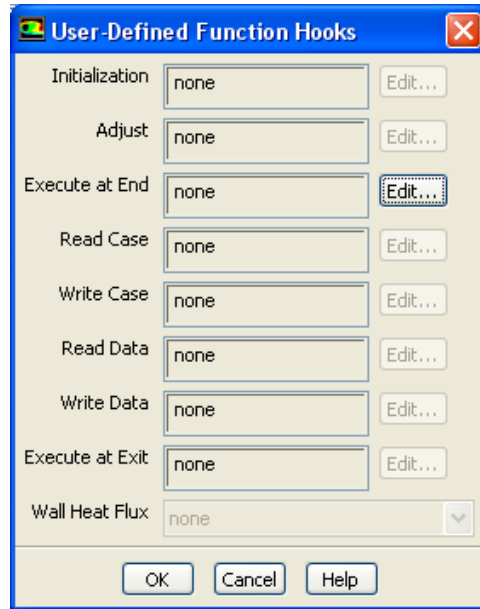 User-Defined Function Hooks
Initialization none Edit...
Adjust none Edit...
Execute at End none Edit...
Read Case none Edit...
Write Case none Edit...
Read Data none Edit...
Write Data none Edit...
Execute at Exit none Edit...
Wall Heat Flux none
OK Cancel Help